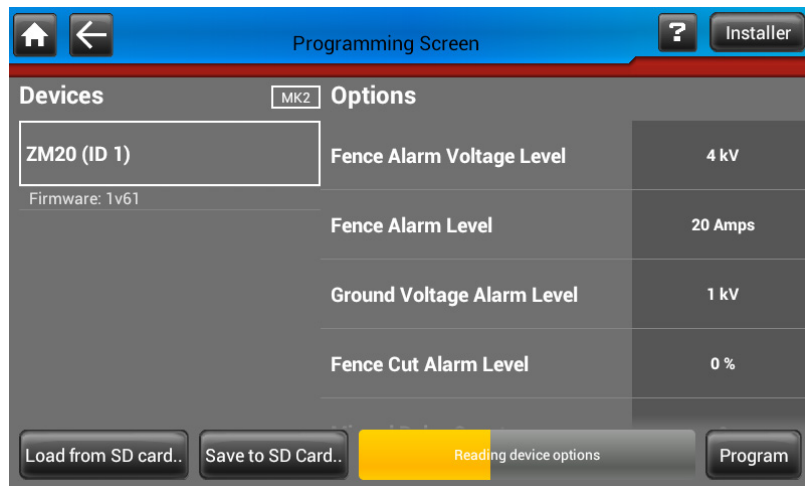 Programming Screen
?
Installer
Devices
MK2
Options
ZM20 (ID 1)
Firmware: 1v61
Fence Alarm Voltage Level
4 kV
Fence Alarm Level
20 Amps
Ground Voltage Alarm Level
1 kV
Fence Cut Alarm Level
0 %
Load from SD card..
Save to SD Card..
Reading device options
Program